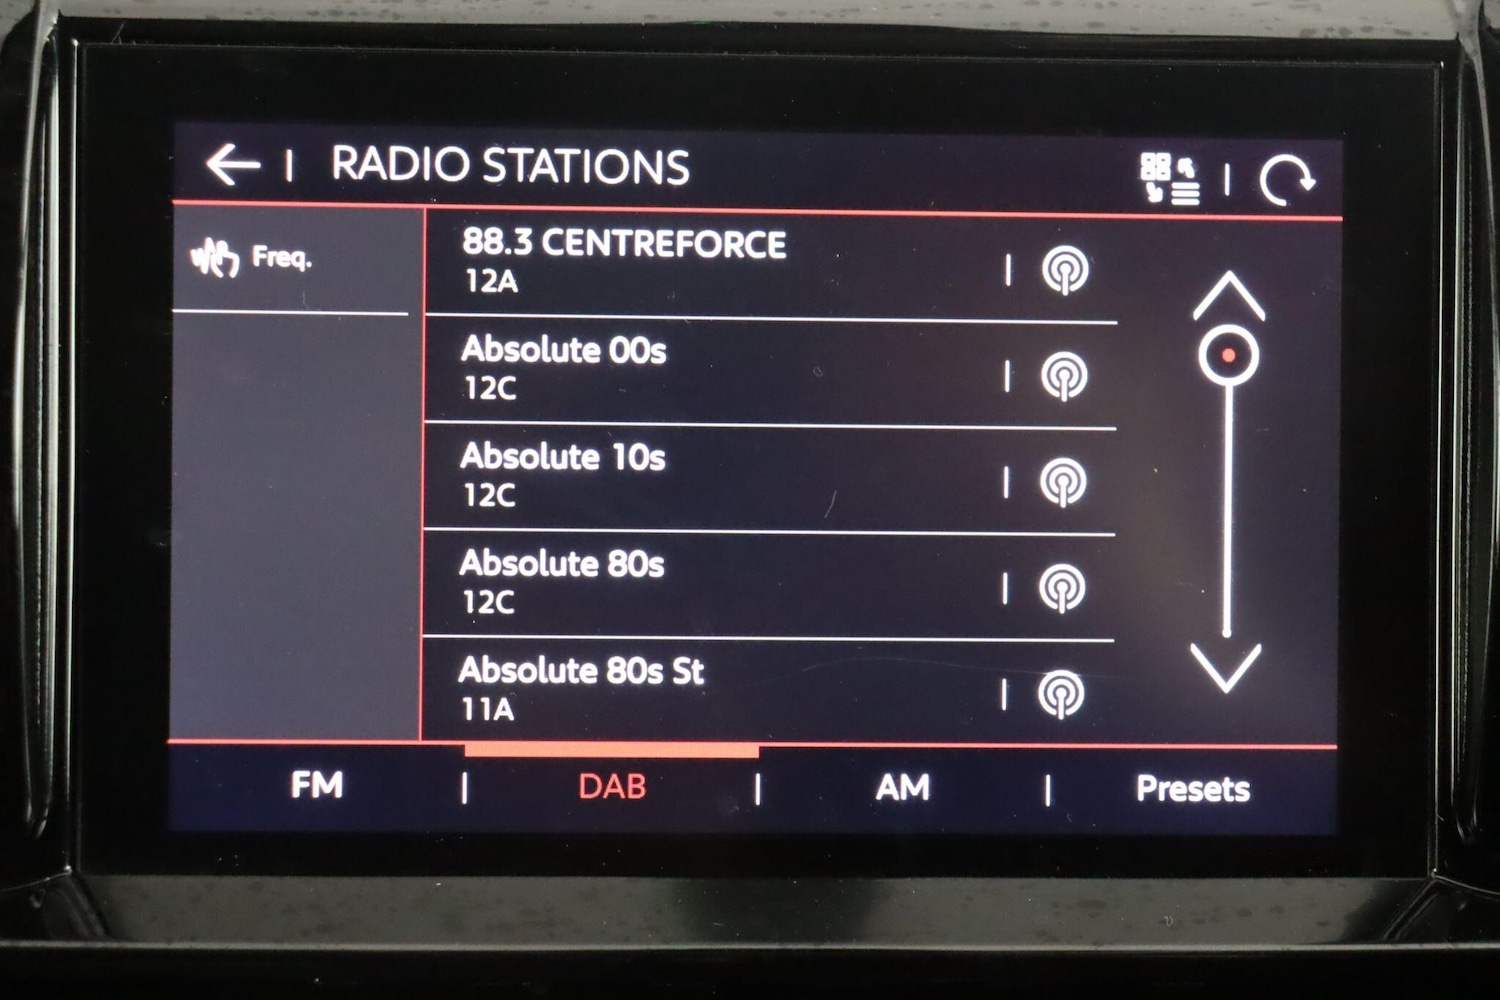 RADIO STATIONS
Freq.
88.3 CENTREFORCE
12A
Absolute 00s
12C
Absolute 10s
12C
Absolute 80s
12C
Absolute 80s St
11A
FM | DAB | AM | Presets